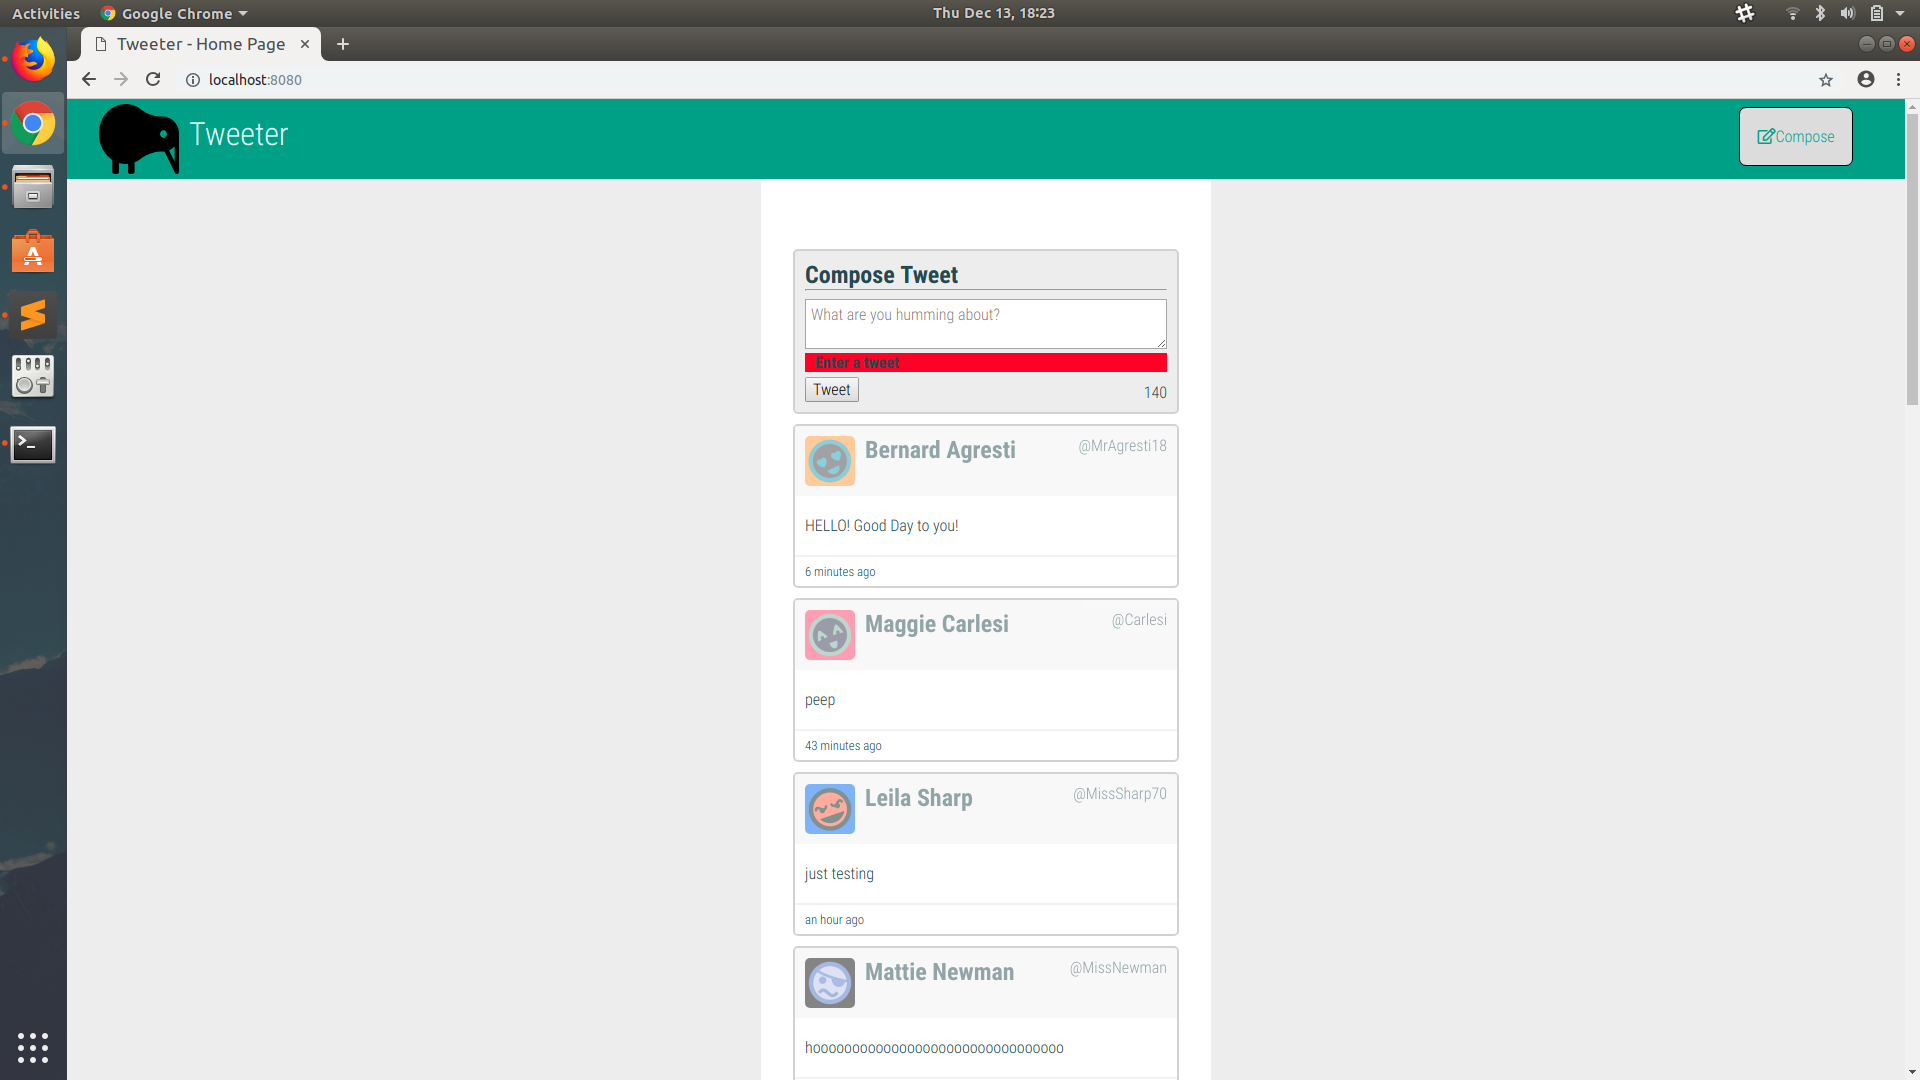 Activities Google Chrome Thu Dec 13, 18:23
Tweeter - Home Page
localhost:8080
Tweeter
Compose
Compose Tweet
What are you humming about?
Enter a tweet
Tweet 140
Bernard Agresti @MrAgresti18
HELLO! Good Day to you!
6 minutes ago
Maggie Carlesi @Carlesi
peep
43 minutes ago
Leila Sharp @MissSharp70
just testing
an hour ago
Mattie Newman @MissNewman
hoooooooooooooooooooooooooooooooo